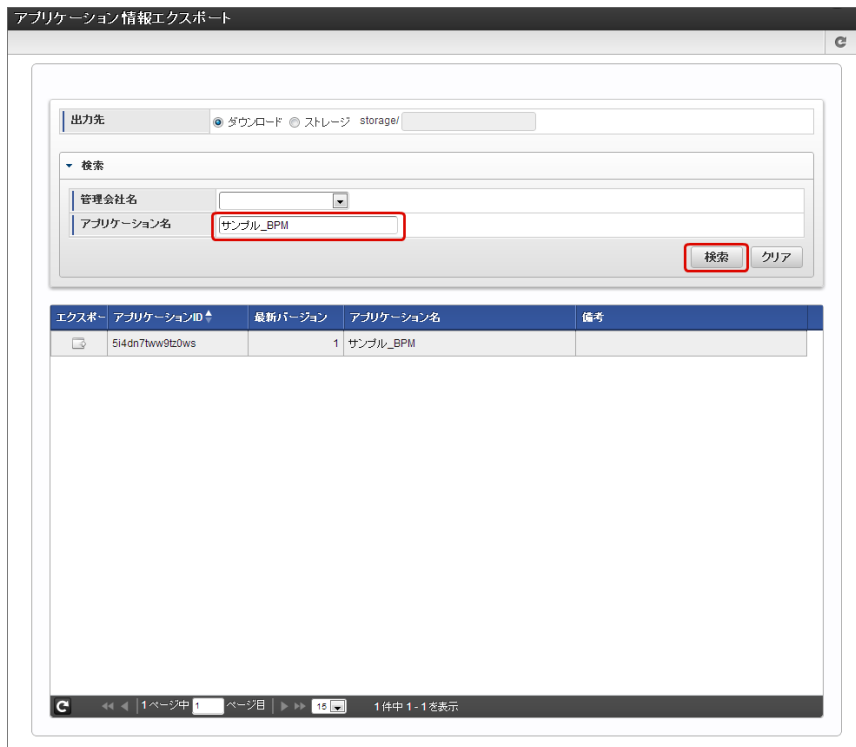 アプリケーション情報エクスポート
出力先 ダウンロード ストレージ storage/
検索
管理会社名
アプリケーション名 サンプル_BPM
検索 クリア
エクスポー アプリケーションID 最新バージョン アプリケーション名 備考
5i4dn7tww9tz0ws 1 サンプル_BPM
1ページ中 1 ページ目 15 1件中 1 - 1 を表示